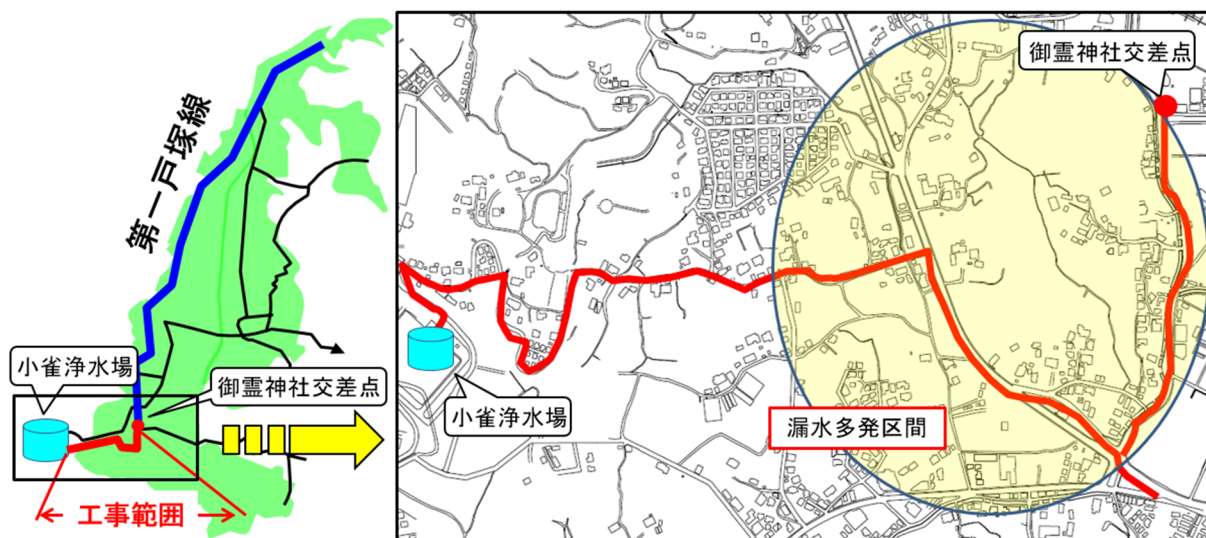 第一戸塚線
小雀浄水場
御霊神社交差点
工事範囲
御霊神社交差点
小雀浄水場
漏水多発区間